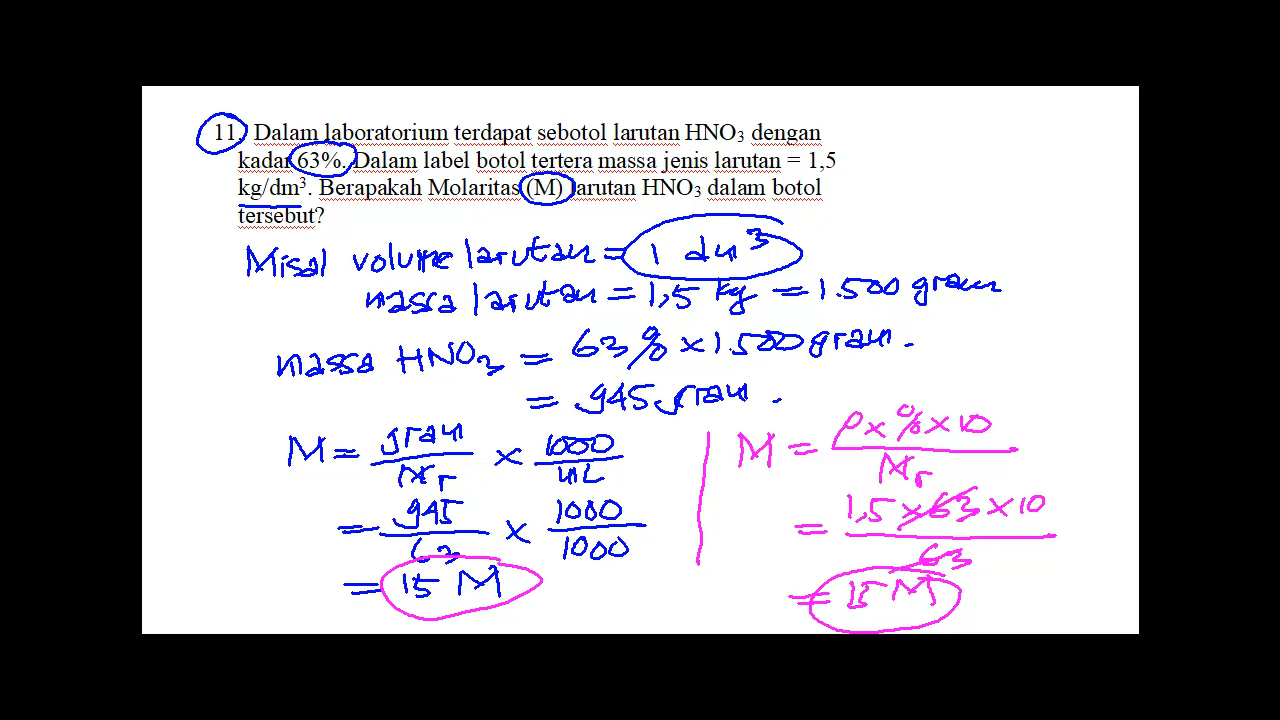 11. Dalam laboratorium terdapat sebotol larutan HNO₃ dengan
kadar 63%. Dalam label botol tertera massa jenis larutan = 1,5
kg/dm³. Berapakah Molaritas (M) larutan HNO₃ dalam botol
tersebut?
Misal volume larutan = 1 dm³
massa larutan = 1,5 kg = 1.500 gram
massa HNO₃ = 63% × 1.500 gram.
= 945 gram.
M = gram/Mr × 1000/mL
= 945/63 × 1000/1000
= 15 M
M = ρ × % × 10/Mr
= 1,5 × 63 × 10/63
= 15 M